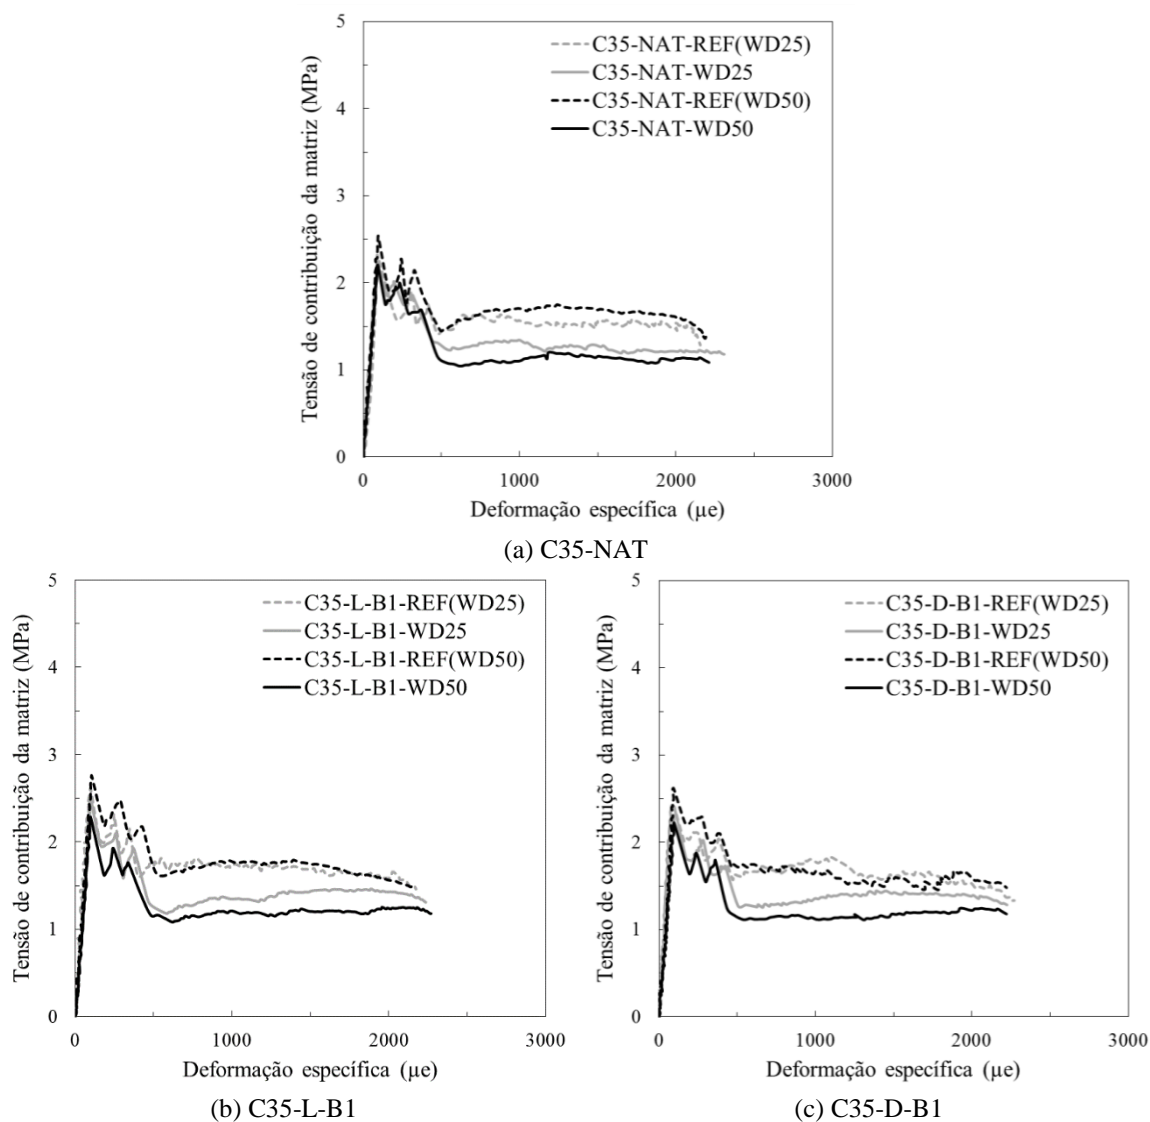 Tensão de contribuição da matriz (MPa)
5
4
3
2
1
0
C35-NAT-REF(WD25)
C35-NAT-WD25
C35-NAT-REF(WD50)
C35-NAT-WD50
0 1000 2000 3000
Deformação específica (µe)
(a) C35-NAT
Tensão de contribuição da matriz (MPa)
5
4
3
2
1
0
C35-L-B1-REF(WD25)
C35-L-B1-WD25
C35-L-B1-REF(WD50)
C35-L-B1-WD50
0 1000 2000 3000
Deformação específica (µe)
(b) C35-L-B1
Tensão de contribuição da matriz (MPa)
5
4
3
2
1
0
C35-D-B1-REF(WD25)
C35-D-B1-WD25
C35-D-B1-REF(WD50)
C35-D-B1-WD50
0 1000 2000 3000
Deformação específica (µe)
(c) C35-D-B1